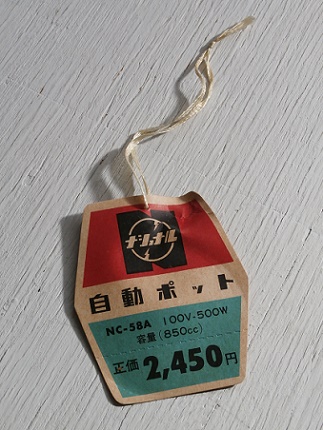 N
ナショナル
自動ポット
NC-58A 100V-500W
容量(850cc)
正価 2,450円